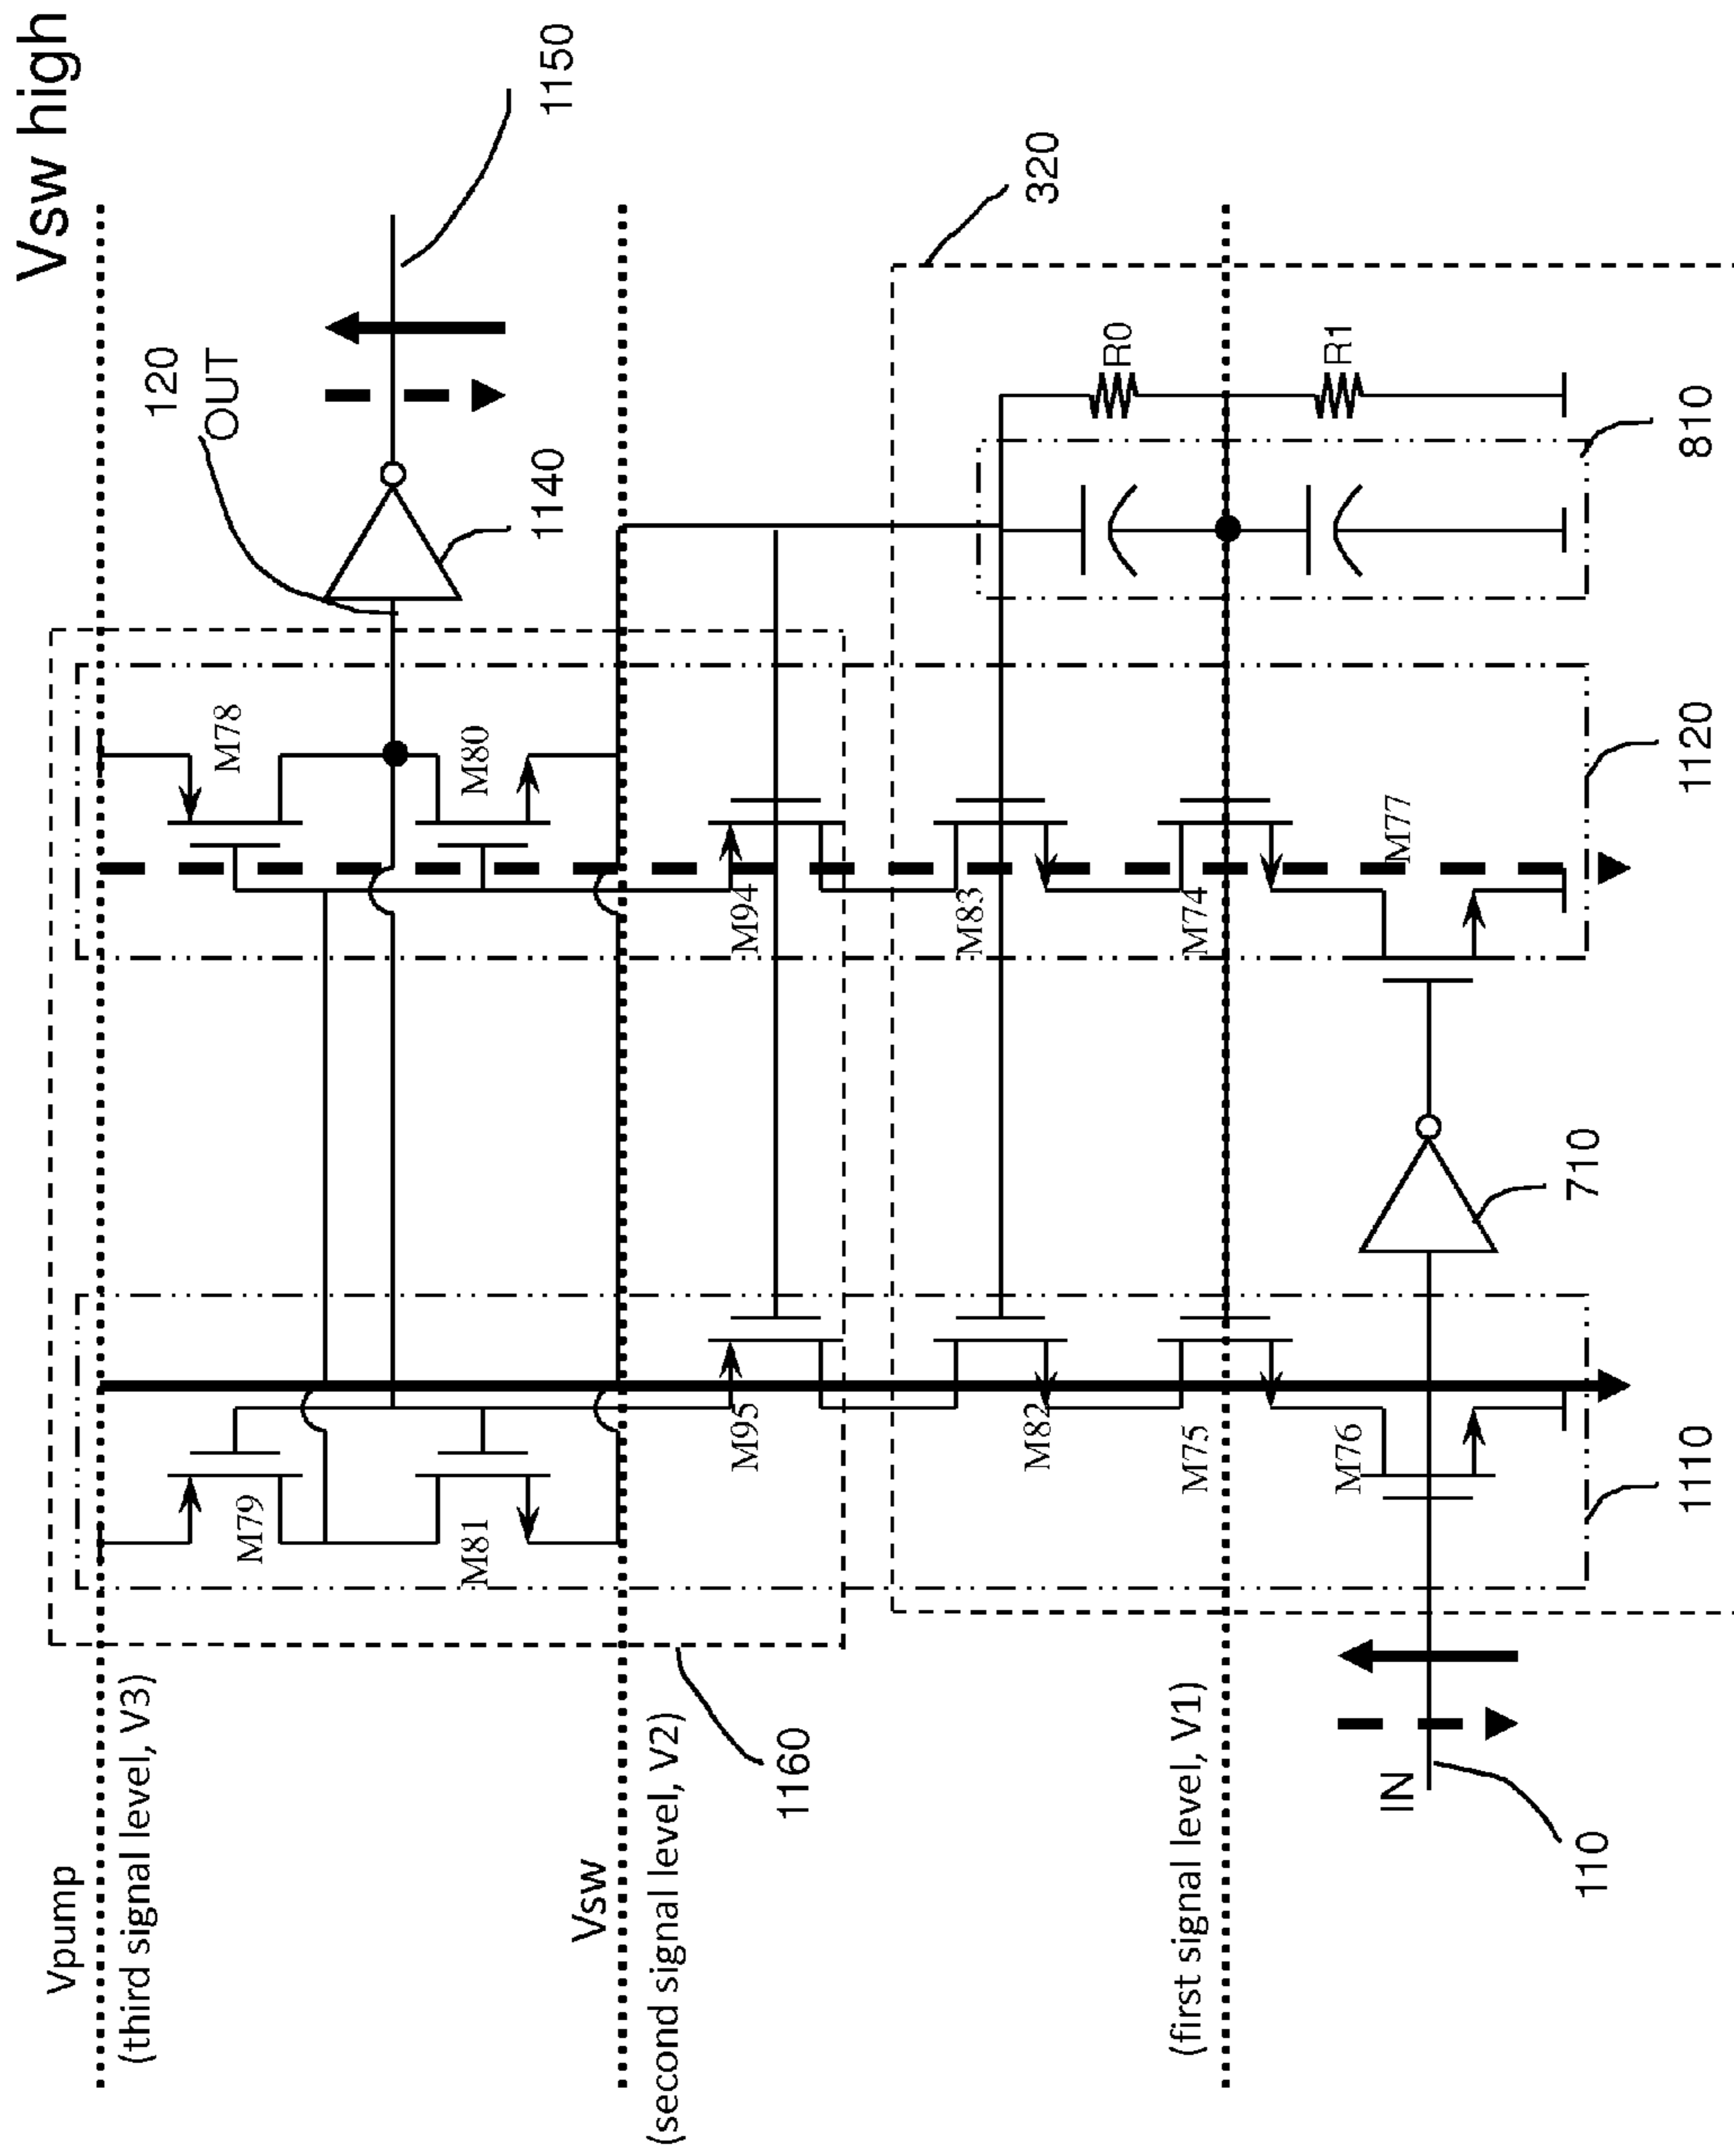 Vsw high
Vpump
(third signal level, V3)
120
OUT
1150
1140
M79
M81
M78
M80
Vsw
(second signal level, V2)
1160
M95
M94
320
M82
M83
R0
(first signal level, V1)
M75
M74
R1
IN
M76
M77
110
710
1110
1120
810